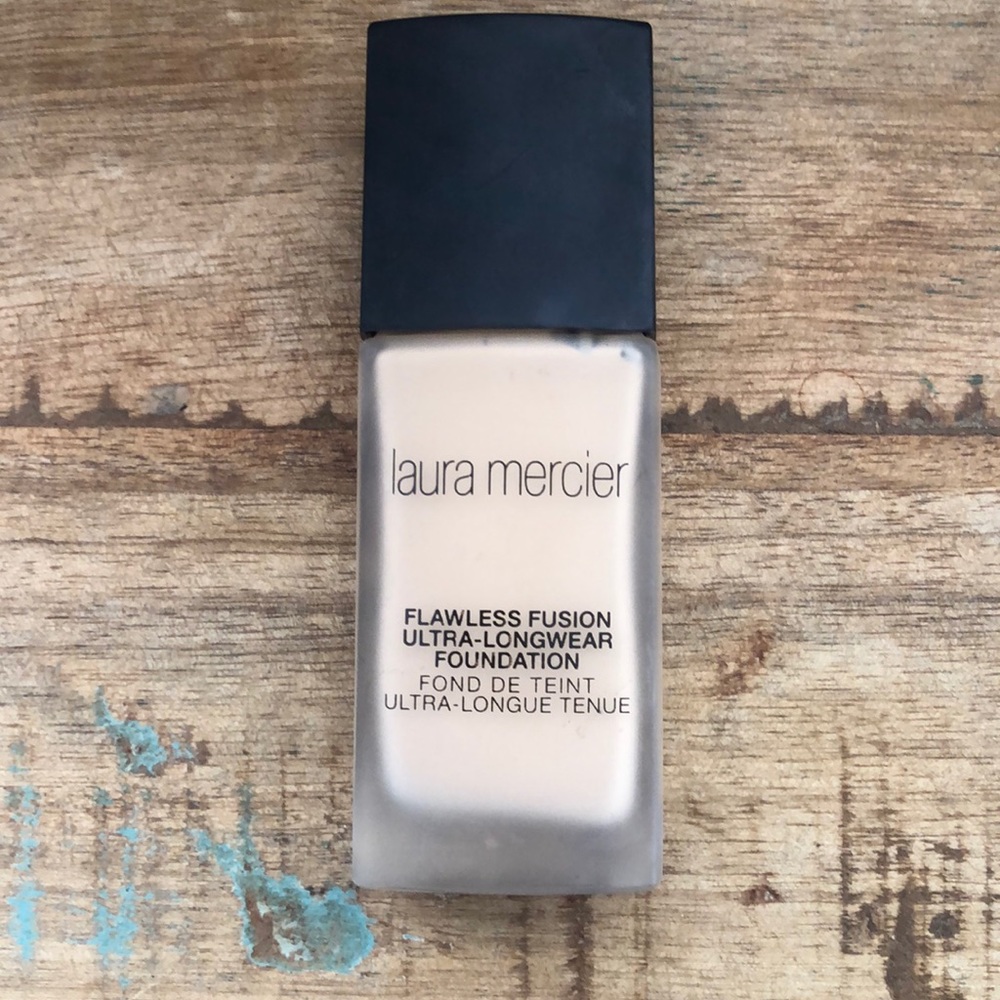 laura mercier
FLAWLESS FUSION
ULTRA-LONGWEAR
FOUNDATION
FOND DE TEINT
ULTRA-LONGUE TENUE